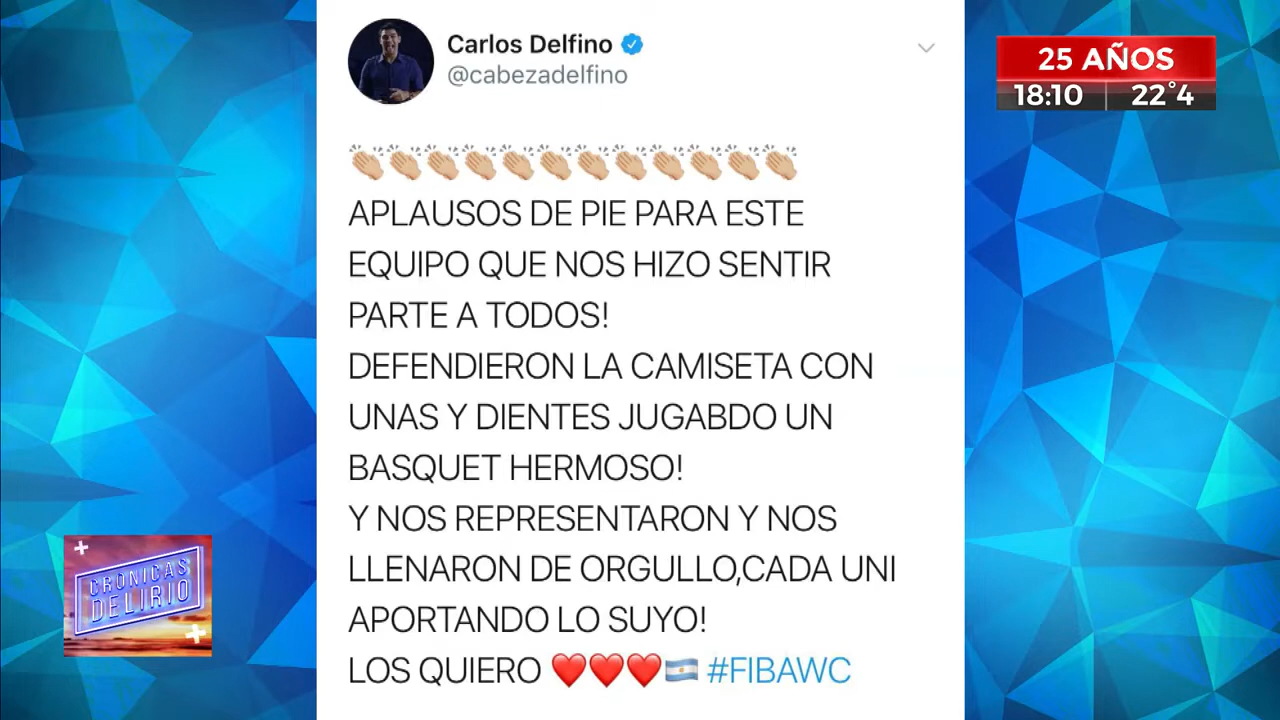 Carlos Delfino
@cabezadelfino
25 AÑOS
18:10 22°4
👏🏼👏🏼👏🏼👏🏼👏🏼👏🏼👏🏼👏🏼👏🏼👏🏼👏🏼👏🏼
APLAUSOS DE PIE PARA ESTE
EQUIPO QUE NOS HIZO SENTIR
PARTE A TODOS!
DEFENDIERON LA CAMISETA CON
UNAS Y DIENTES JUGABDO UN
BASQUET HERMOSO!
Y NOS REPRESENTARON Y NOS
LLENARON DE ORGULLO,CADA UNI
APORTANDO LO SUYO!
LOS QUIERO ❤️❤️❤️🇦🇷 #FIBAWC
CRONICAS
DELIRIO